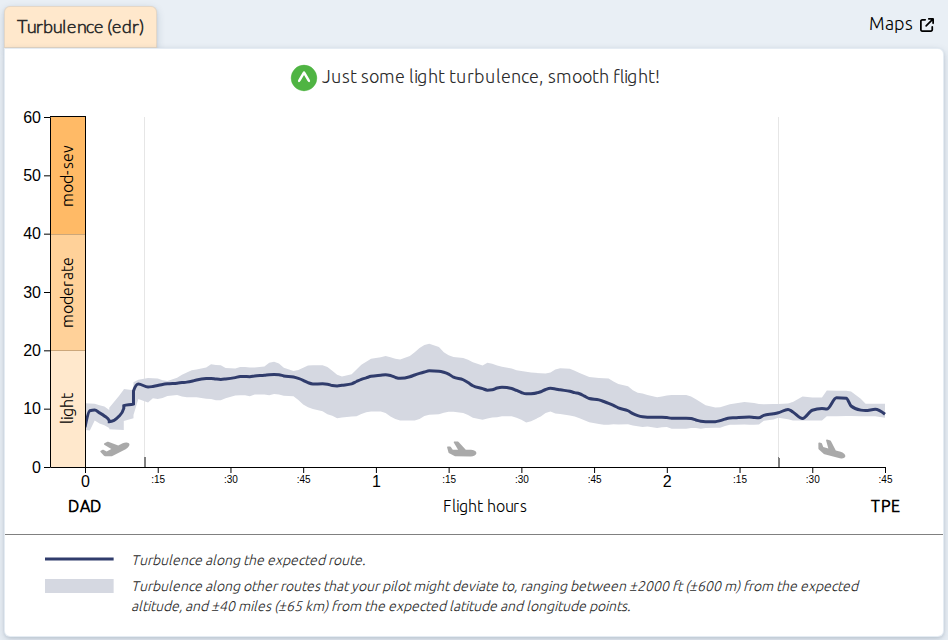 Turbulence (edr)
Maps
Just some light turbulence, smooth flight!
60
50
40
30
20
10
0
mod-sev
moderate
light
0 :15 :30 :45 1 :15 :30 :45 2 :15 :30 :45
DAD Flight hours TPE
Turbulence along the expected route.
Turbulence along other routes that your pilot might deviate to, ranging between ±2000 ft (±600 m) from the expected
altitude, and ±40 miles (±65 km) from the expected latitude and longitude points.